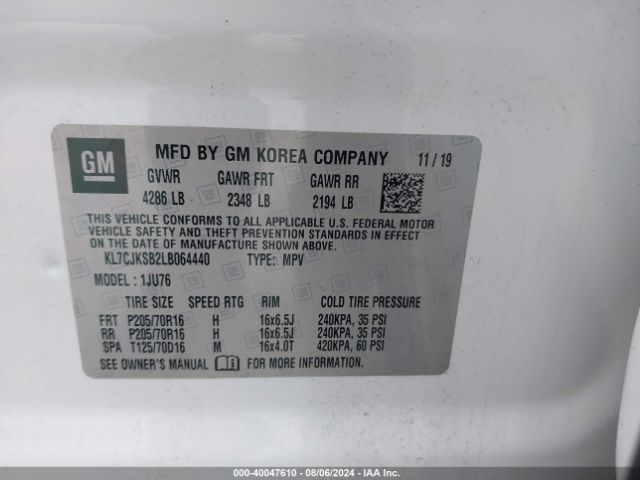 GM
MFD BY GM KOREA COMPANY 11 / 19
GVWR GAWR FRT GAWR RR
4286 LB 2348 LB 2194 LB
THIS VEHICLE CONFORMS TO ALL APPLICABLE U.S. FEDERAL MOTOR
VEHICLE SAFETY AND THEFT PREVENTION STANDARDS IN EFFECT ON
THE DATE OF MANUFACTURE SHOWN ABOVE.
KL7CJKSB2LB064440 TYPE: MPV
MODEL : 1JU76
TIRE SIZE SPEED RTG RIM COLD TIRE PRESSURE
FRT P205/70R16 H 16x6.5J 240KPA, 35 PSI
RR P205/70R16 H 16x6.5J 240KPA, 35 PSI
SPA T125/70D16 M 16x4.0T 420KPA, 60 PSI
SEE OWNER'S MANUAL i FOR MORE INFORMATION.
000-40047610 - 08/06/2024 - IAA Inc.